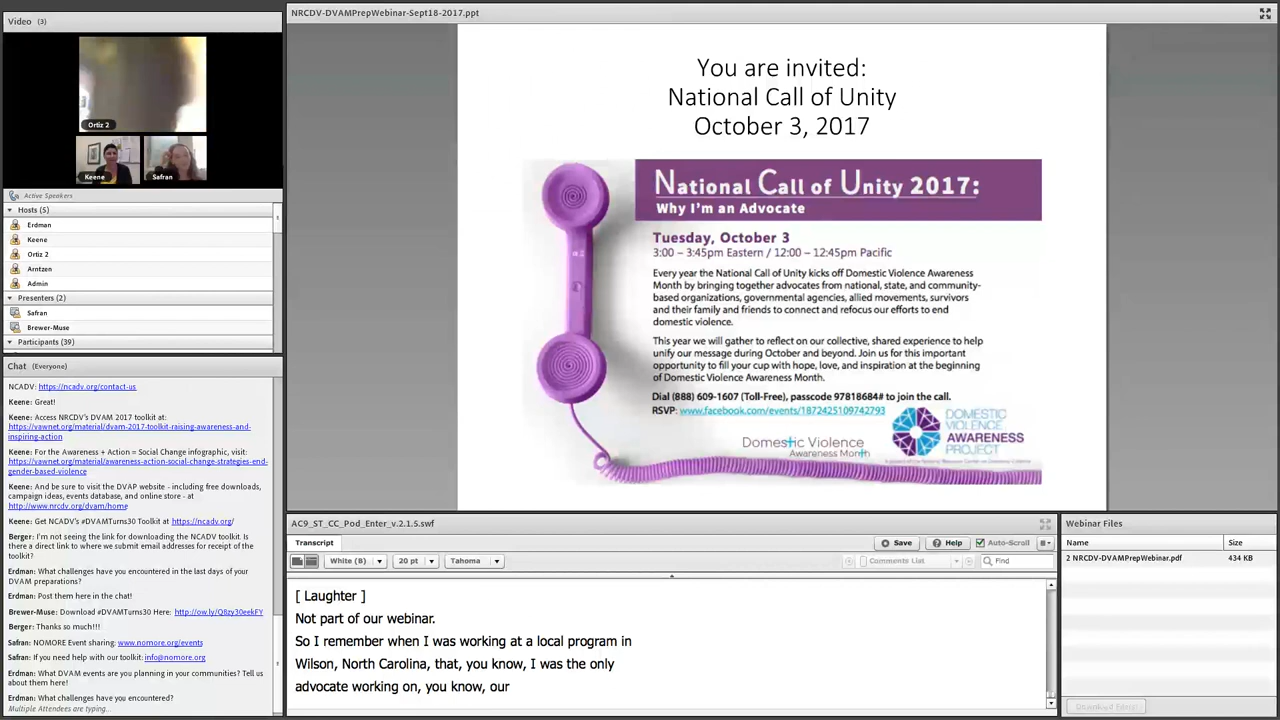 NRCDV-DVAMPrepWebinar-Sept18-2017.ppt
Video (3)
Ortiz 2
Keene
Safran
Active Speakers
Hosts (5)
Erdman
Keene
Ortiz 2
Arntzen
Admin
Presenters (2)
Safran
Brewer-Muse
Participants (39)
Chat (Everyone)
NCADV: https://ncadv.org/contact-us
Keene: Great!
Keene: Access NRCDV's DVAM 2017 toolkit at:
https://vawnet.org/material/dvam-2017-toolkit-raising-awareness-and-
inspiring-action
Keene: For the Awareness + Action = Social Change infographic, visit:
https://vawnet.org/material/awareness-action-social-change-strategies-end-
gender-based-violence
Keene: And be sure to visit the DVAP website - including free downloads,
campaign ideas, events database, and online store - at
http://www.nrcdv.org/dvam/home
Keene: Get NCADV's #DVAMTurns30 Toolkit at https://ncadv.org/
Berger: I'm not seeing the link for downloading the NCADV toolkit. Is
there a direct link to where we submit email addresses for receipt of the
toolkit?
Erdman: What challenges have you encountered in the last days of your
DVAM preparations?
Erdman: Post them here in the chat!
Brewer-Muse: Download #DVAMTurns30 Here: http://ow.ly/Q8zy30eekFY
Berger: Thanks so much!!!
Safran: NOMORE Event sharing: www.nomore.org/events
Safran: If you need help with our toolkit: info@nomore.org
Erdman: What DVAM events are you planning in your communities? Tell us
about them here!
Erdman: What challenges have you encountered?
Multiple Attendees are typing...
You are invited:
National Call of Unity
October 3, 2017
National Call of Unity 2017:
Why I'm an Advocate
Tuesday, October 3
3:00 – 3:45pm Eastern / 12:00 – 12:45pm Pacific
Every year the National Call of Unity kicks off Domestic Violence Awareness
Month by bringing together advocates from national, state, and community-
based organizations, governmental agencies, allied movements, survivors
and their family and friends to connect and refocus our efforts to end
domestic violence.
This year we will gather to reflect on our collective, shared experience to help
unify our message during October and beyond. Join us for this important
opportunity to fill your cup with hope, love, and inspiration at the beginning
of Domestic Violence Awareness Month.
Dial (888) 609-1607 (Toll-Free), passcode 97818684# to join the call.
RSVP: www.facebook.com/events/1872425109742793
Domestic Violence
Awareness Month
DOMESTIC
VIOLENCE
AWARENESS
PROJECT
AC9_ST_CC_Pod_Enter_v.2.1.5.swf
Transcript
Save
Help
Auto-Scroll
White (B)
20 pt
Tahoma
Comments List
Find
[ Laughter ]
Not part of our webinar.
So I remember when I was working at a local program in
Wilson, North Carolina, that, you know, I was the only
advocate working on, you know, our
Webinar Files
Name Size
2 NRCDV-DVAMPrepWebinar.pdf 434 KB
Download File(s)